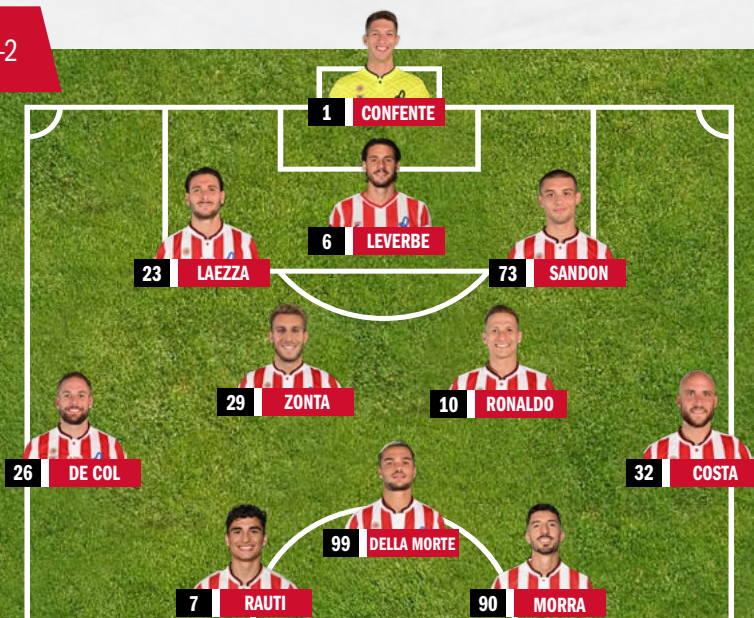 -2
1 CONFENTE
6 LEVERBE
23 LAEZZA
73 SANDON
29 ZONTA
10 RONALDO
26 DE COL
32 COSTA
99 DELLA MORTE
7 RAUTI
90 MORRA